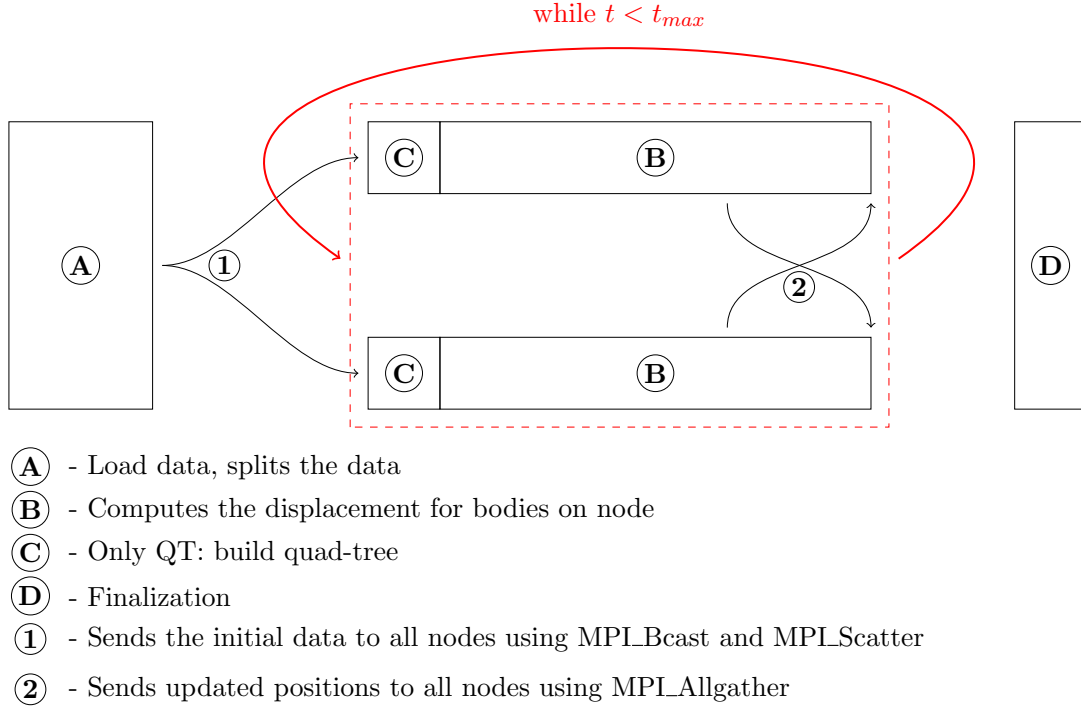 while t < t_max
C B
A 1 2 D
C B
A - Load data, splits the data
B - Computes the displacement for bodies on node
C - Only QT: build quad-tree
D - Finalization
1 - Sends the initial data to all nodes using MPI_Bcast and MPI_Scatter
2 - Sends updated positions to all nodes using MPI_Allgather